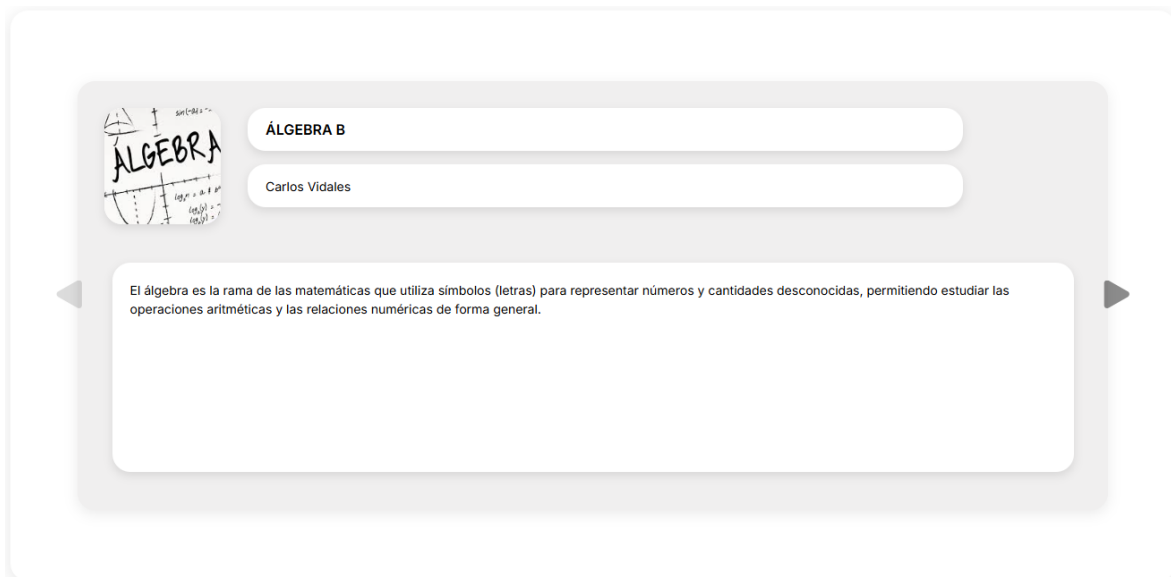 sin(-α) = -
ÁLGEBRA
ÁLGEBRA B
Carlos Vidales
El álgebra es la rama de las matemáticas que utiliza símbolos (letras) para representar números y cantidades desconocidas, permitiendo estudiar las
operaciones aritméticas y las relaciones numéricas de forma general.